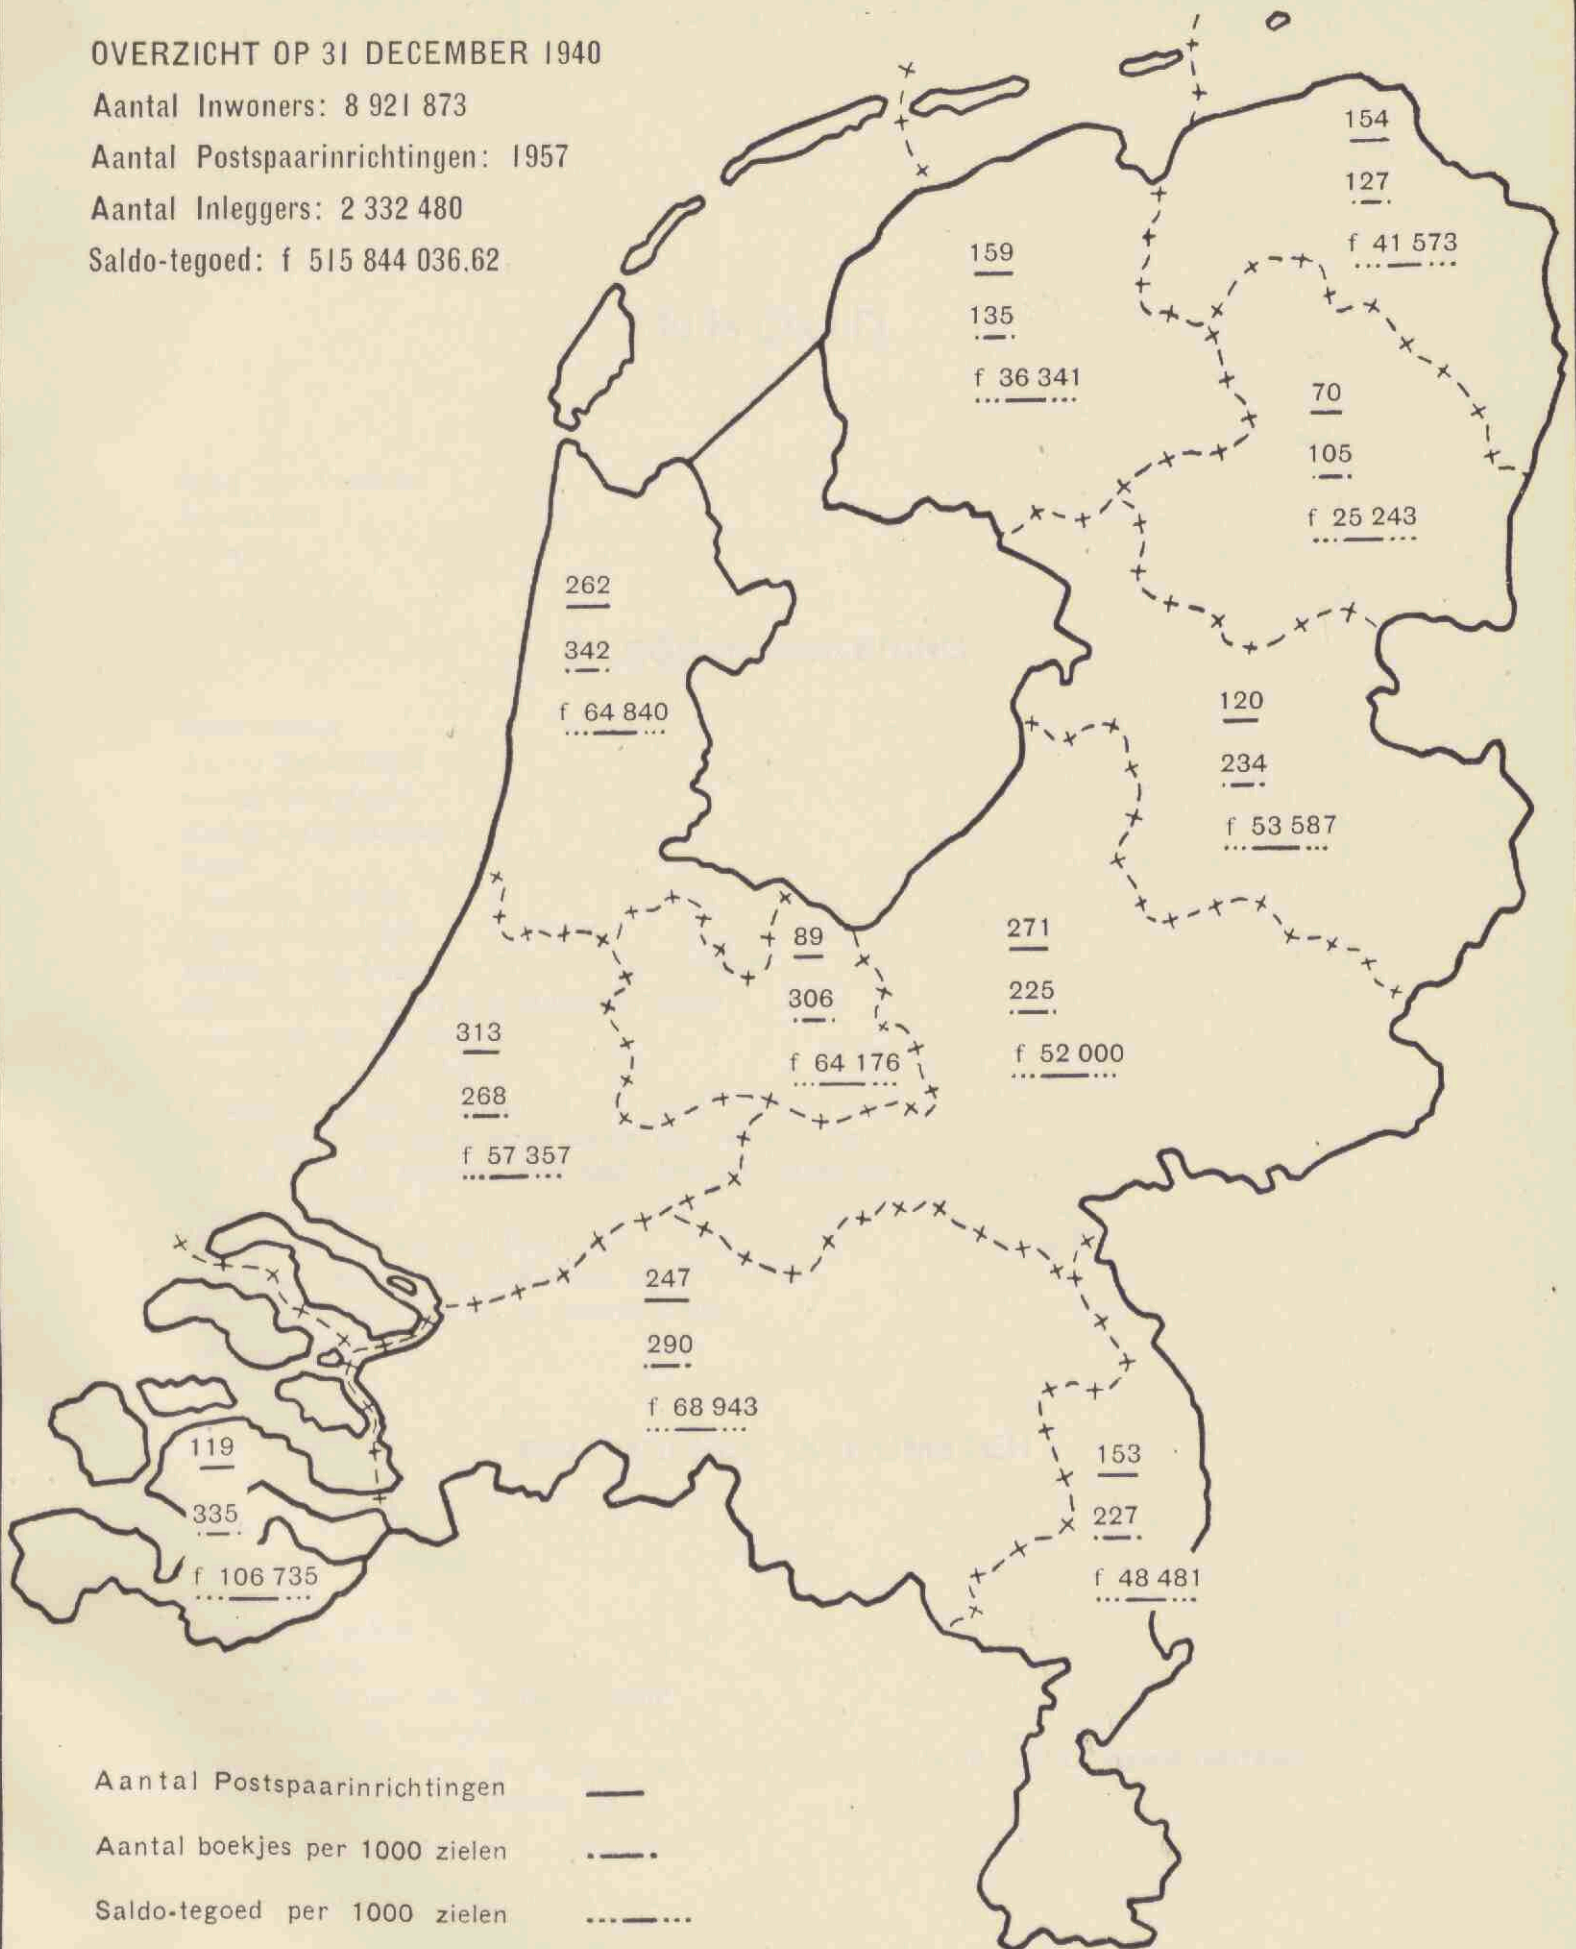 OVERZICHT OP 31 DECEMBER 1940
Aantal Inwoners: 8 921 873
Aantal Postspaarinrichtingen: 1957
Aantal Inleggers: 2 332 480
Saldo-tegoed: f 515 844 036.62
154
127
f 41 573
159
135
f 36 341
70
105
f 25 243
262
342
f 64 840
120
234
f 53 587
89
306
f 64 176
271
225
f 52 000
313
268
f 57 357
247
290
f 68 943
119
335
f 106 735
153
227
f 48 481
Aantal Postspaarinrichtingen
Aantal boekjes per 1000 zielen
Saldo-tegoed per 1000 zielen